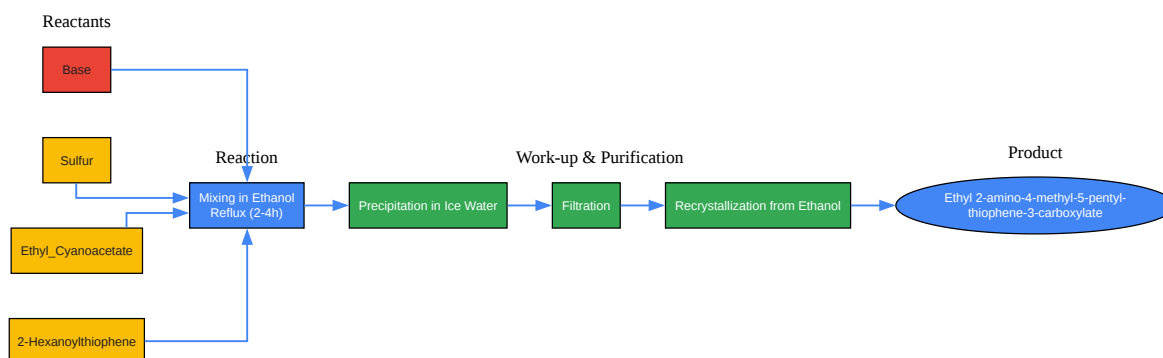 Reactants
Base
Sulfur
Ethyl_Cyanoacetate
2-Hexanoylthiophene
Reaction
Mixing in Ethanol
Reflux (2-4h)
Work-up & Purification
Precipitation in Ice Water
Filtration
Recrystallization from Ethanol
Product
Ethyl 2-amino-4-methyl-5-pentyl-
thiophene-3-carboxylate